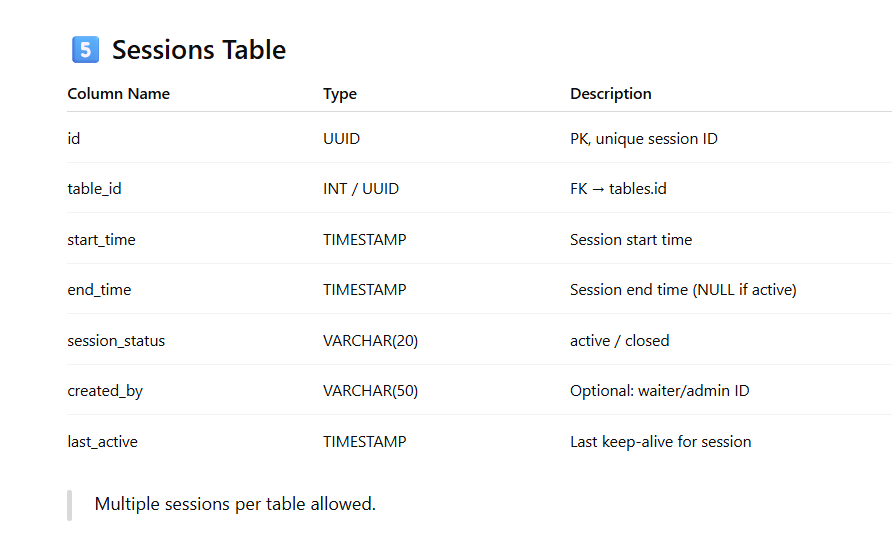 5 Sessions Table
Column Name Type Description
id UUID PK, unique session ID
table_id INT / UUID FK → tables.id
start_time TIMESTAMP Session start time
end_time TIMESTAMP Session end time (NULL if active)
session_status VARCHAR(20) active / closed
created_by VARCHAR(50) Optional: waiter/admin ID
last_active TIMESTAMP Last keep-alive for session
Multiple sessions per table allowed.